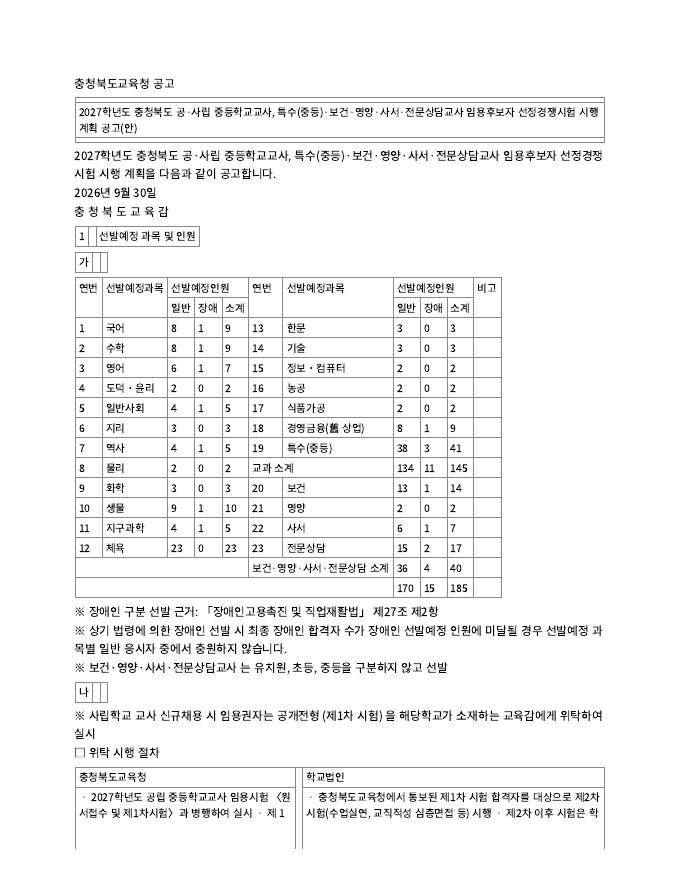 충청북도교육청 공고
2027학년도 충청북도 공·사립 중등학교교사, 특수(중등)·보건·영양·사서·전문상담교사 임용후보자 선정경쟁시험 시행
계획 공고(안)
2027학년도 충청북도 공·사립 중등학교교사, 특수(중등)·보건·영양·사서·전문상담교사 임용후보자 선정경쟁
시험 시행 계획을 다음과 같이 공고합니다.
2026년 9월 30일
충 청 북 도 교 육 감
1 선발예정 과목 및 인원
가
연번 선발예정과목 선발예정인원 연번 선발예정과목 선발예정인원 비고
일반 장애 소계 일반 장애 소계
1 국어 8 1 9 13 한문 3 0 3
2 수학 8 1 9 14 기술 3 0 3
3 영어 6 1 7 15 정보・컴퓨터 2 0 2
4 도덕・윤리 2 0 2 16 농공 2 0 2
5 일반사회 4 1 5 17 식품가공 2 0 2
6 지리 3 0 3 18 경영금융(舊 상업) 8 1 9
7 역사 4 1 5 19 특수(중등) 38 3 41
8 물리 2 0 2 교과 소계 134 11 145
9 화학 3 0 3 20 보건 13 1 14
10 생물 9 1 10 21 영양 2 0 2
11 지구과학 4 1 5 22 사서 6 1 7
12 체육 23 0 23 23 전문상담 15 2 17
보건·영양·사서·전문상담 소계 36 4 40
170 15 185
※ 장애인 구분 선발 근거: 「장애인고용촉진 및 직업재활법」 제27조 제2항
※ 상기 법령에 의한 장애인 선발 시 최종 장애인 합격자 수가 장애인 선발예정 인원에 미달될 경우 선발예정 과
목별 일반 응시자 중에서 충원하지 않습니다.
※ 보건·영양·사서·전문상담교사 는 유치원, 초등, 중등을 구분하지 않고 선발
나
※ 사립학교 교사 신규채용 시 임용권자는 공개전형 (제1차 시험) 을 해당학교가 소재하는 교육감에게 위탁하여
실시
□ 위탁 시행 절차
충청북도교육청 학교법인
· 2027학년도 공립 중등학교교사 임용시험 〈원
서접수 및 제1차시험〉과 병행하여 실시 · 제 1
· 충청북도교육청에서 통보된 제1차 시험 합격자를 대상으로 제2차
시험(수업실연, 교직적성 심층면접 등) 시행 · 제2차 이후 시험은 학